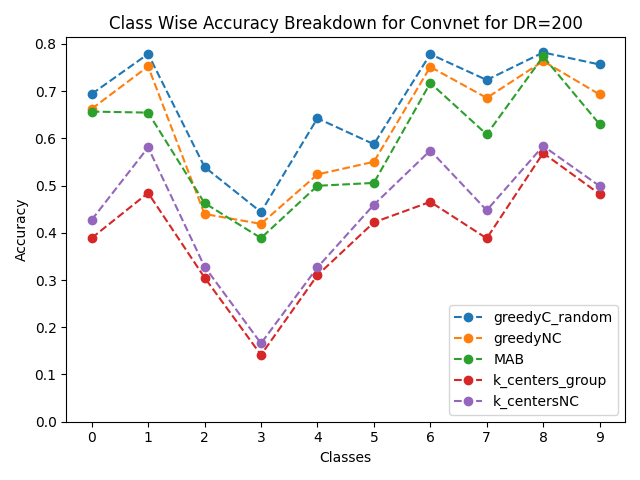 Class Wise Accuracy Breakdown for Convnet for DR=200
0.8
0.7
0.6
0.5
0.4
0.3
0.2
0.1
0.0
Accuracy
greedyC_random
greedyNC
MAB
k_centers_group
k_centersNC
0 1 2 3 4 5 6 7 8 9
Classes